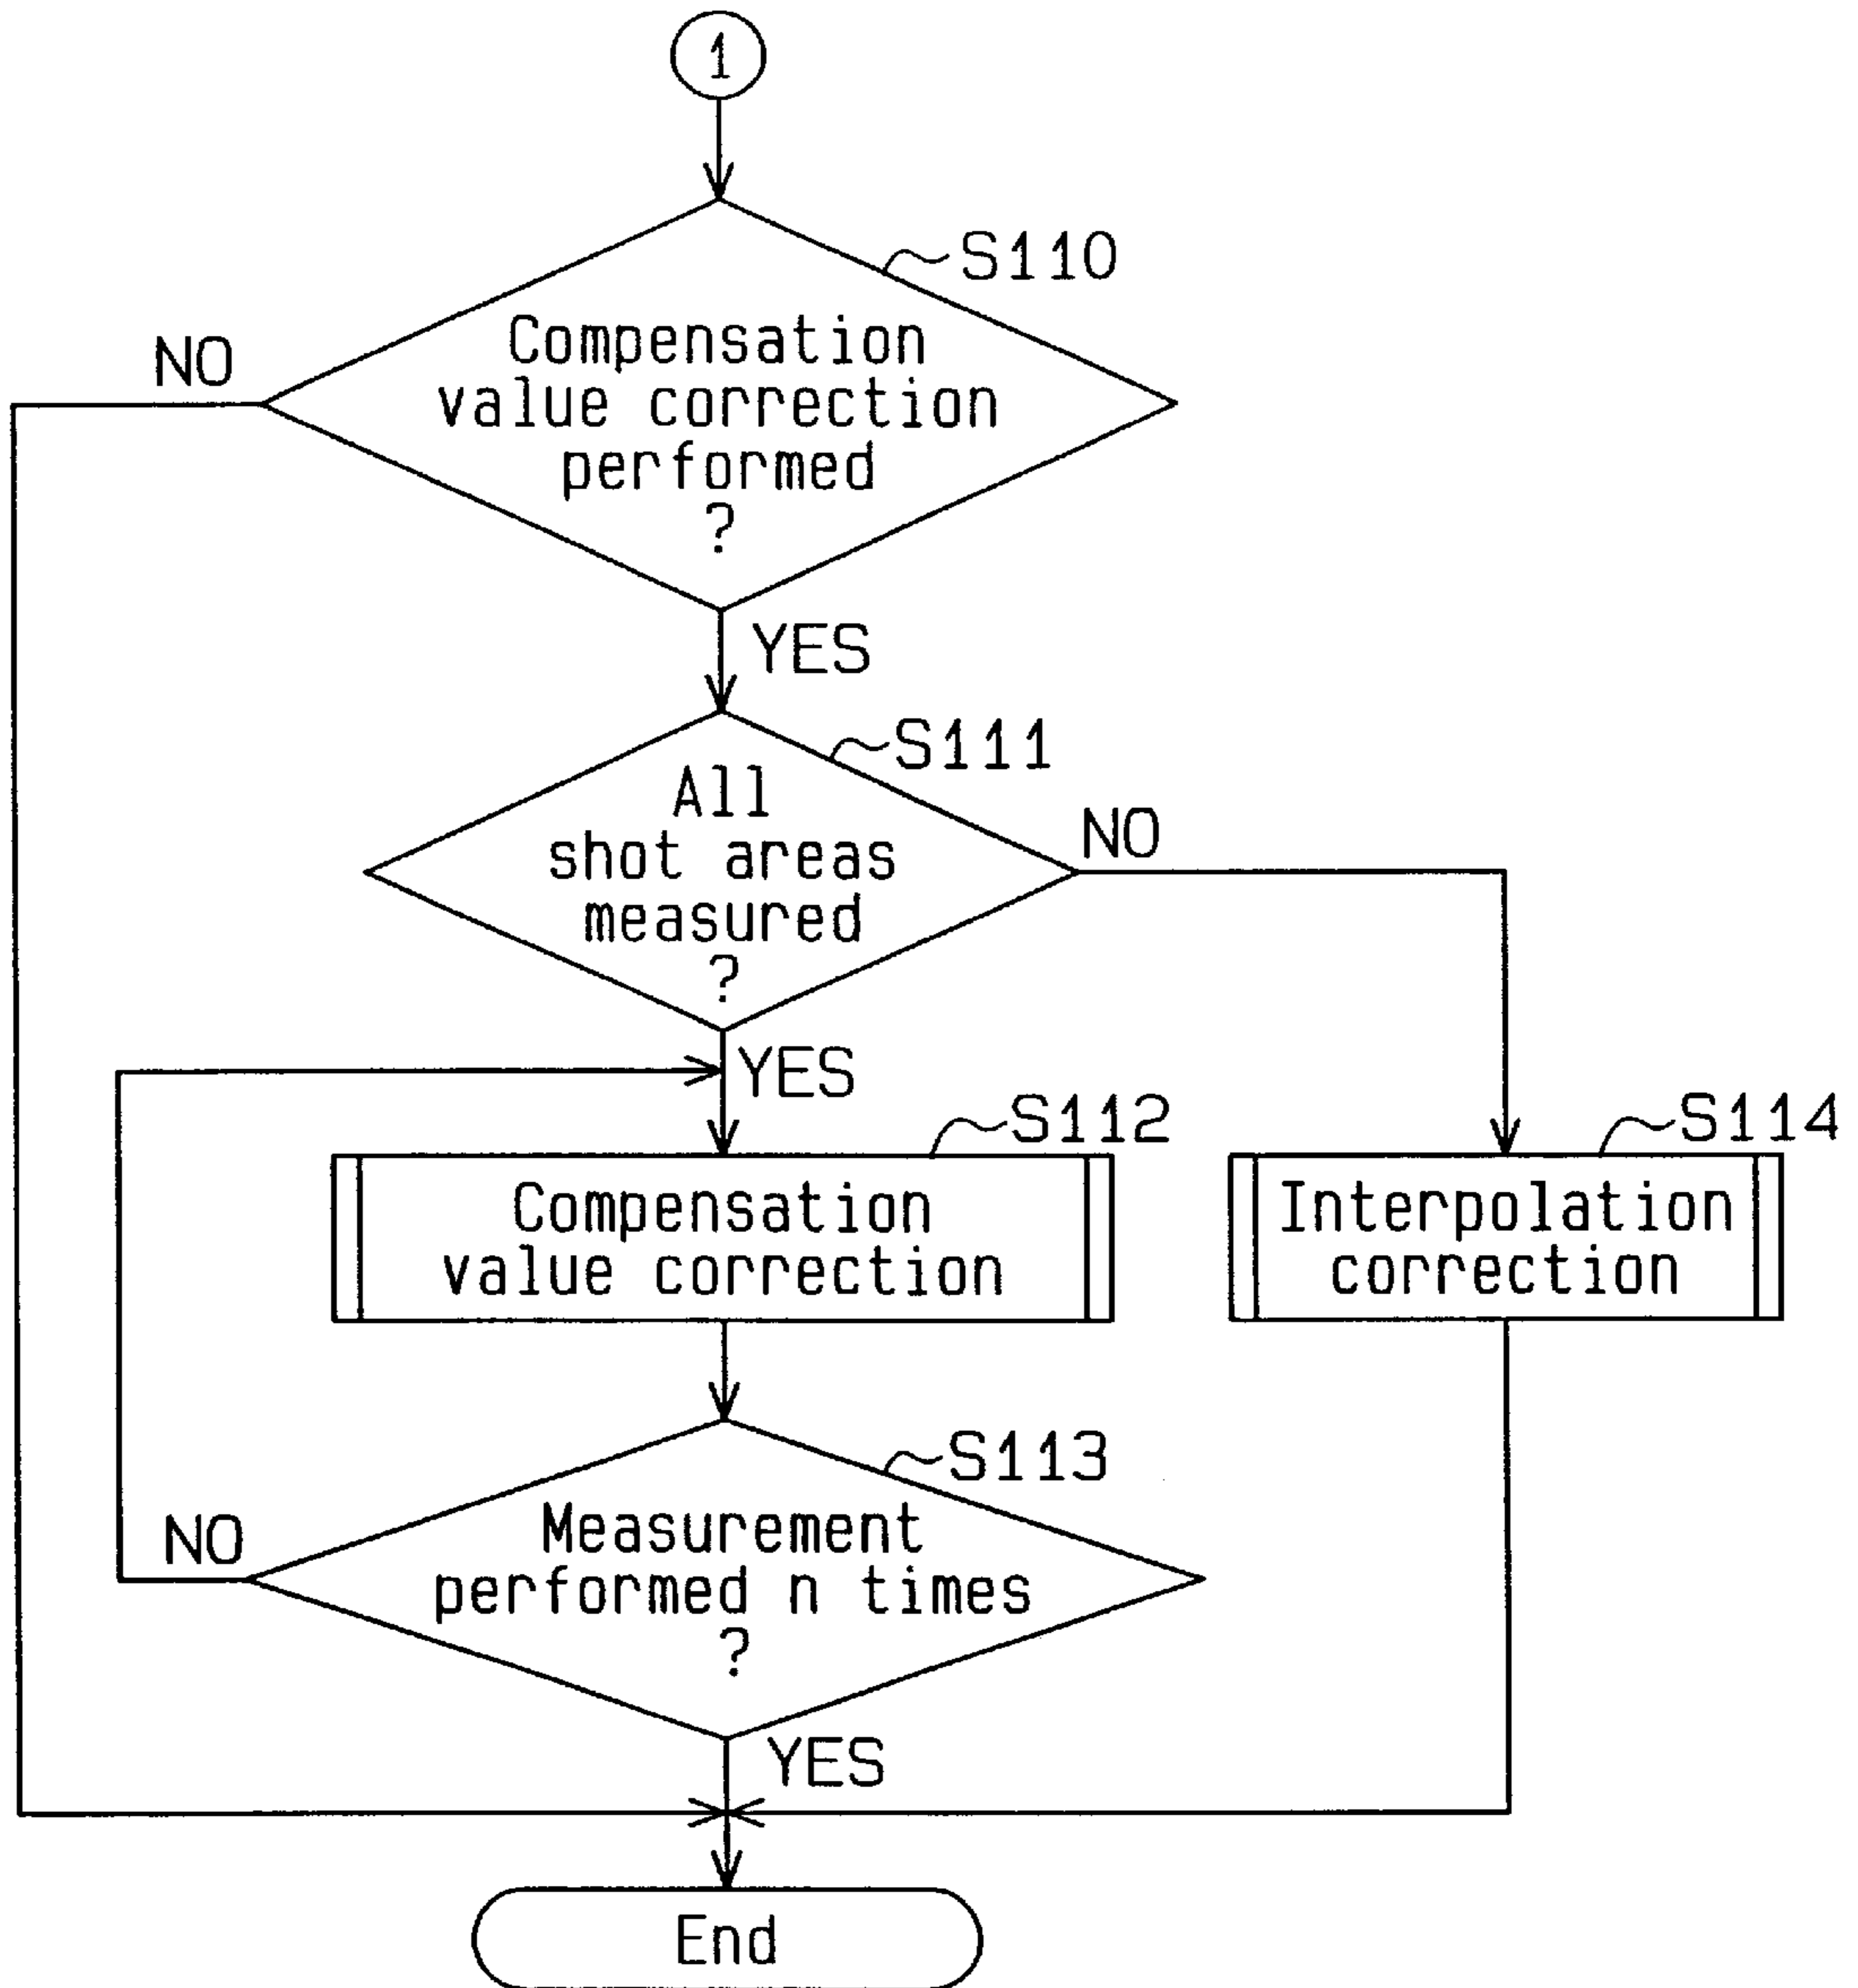 1
S110
Compensation
value correction
performed
?
NO
YES
S111
All
shot areas
measured
?
NO
YES
S112
Compensation
value correction
S114
Interpolation
correction
S113
Measurement
performed n times
?
NO
YES
End